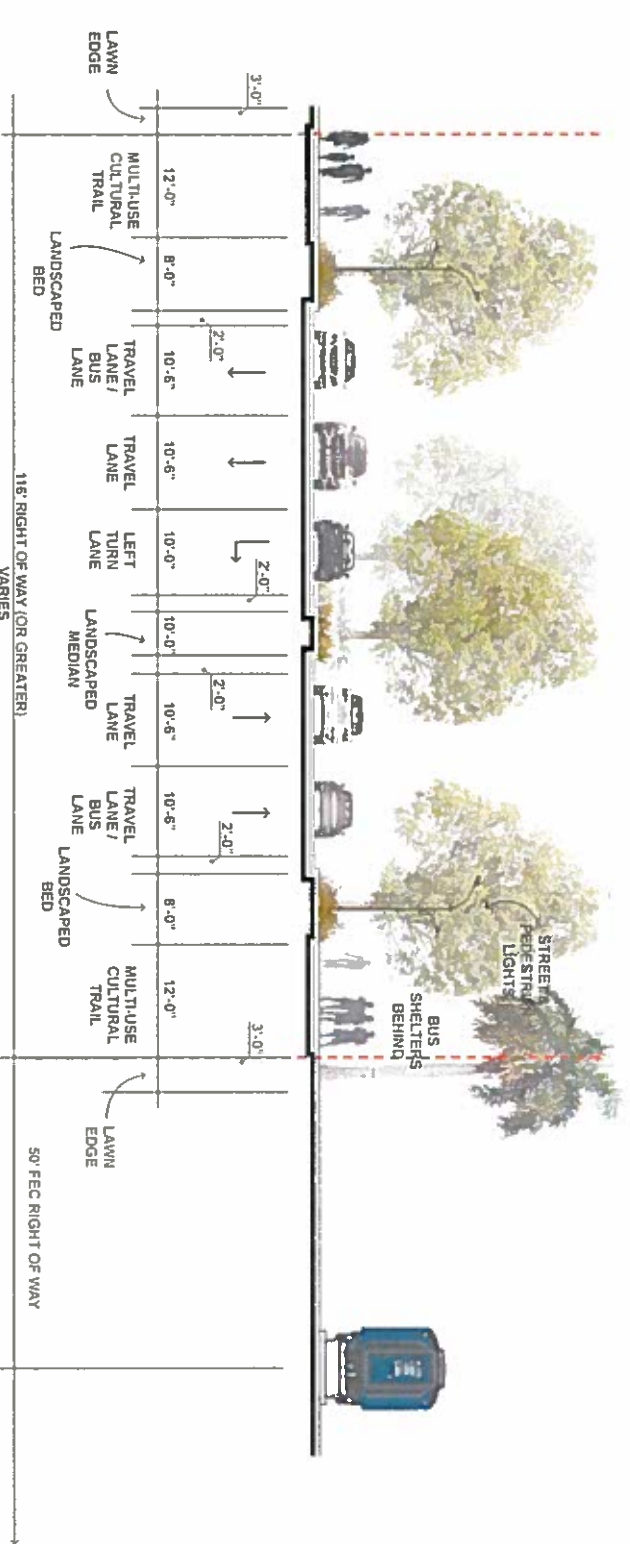 STREET/
PEDESTRI
LIGHTS
BUS
SHELTERS
BEHIND
3'-0"
2'-0"
2'-0"
2'-0"
2'-0"
3'-0"
12'-0"
8'-0"
10'-6"
10'-6"
10'-0"
10'-0"
10'-6"
10'-6"
8'-0"
12'-0"
LAWN
EDGE
MULTI-USE
CULTURAL
TRAIL
LANDSCAPED
BED
TRAVEL
LANE /
BUS
LANE
TRAVEL
LANE
LEFT
TURN
LANE
LANDSCAPED
MEDIAN
TRAVEL
LANE
TRAVEL
LANE /
BUS
LANE
LANDSCAPED
BED
MULTI-USE
CULTURAL
TRAIL
LAWN
EDGE
116' RIGHT OF WAY (OR GREATER)
VARIES
50' FEC RIGHT OF WAY